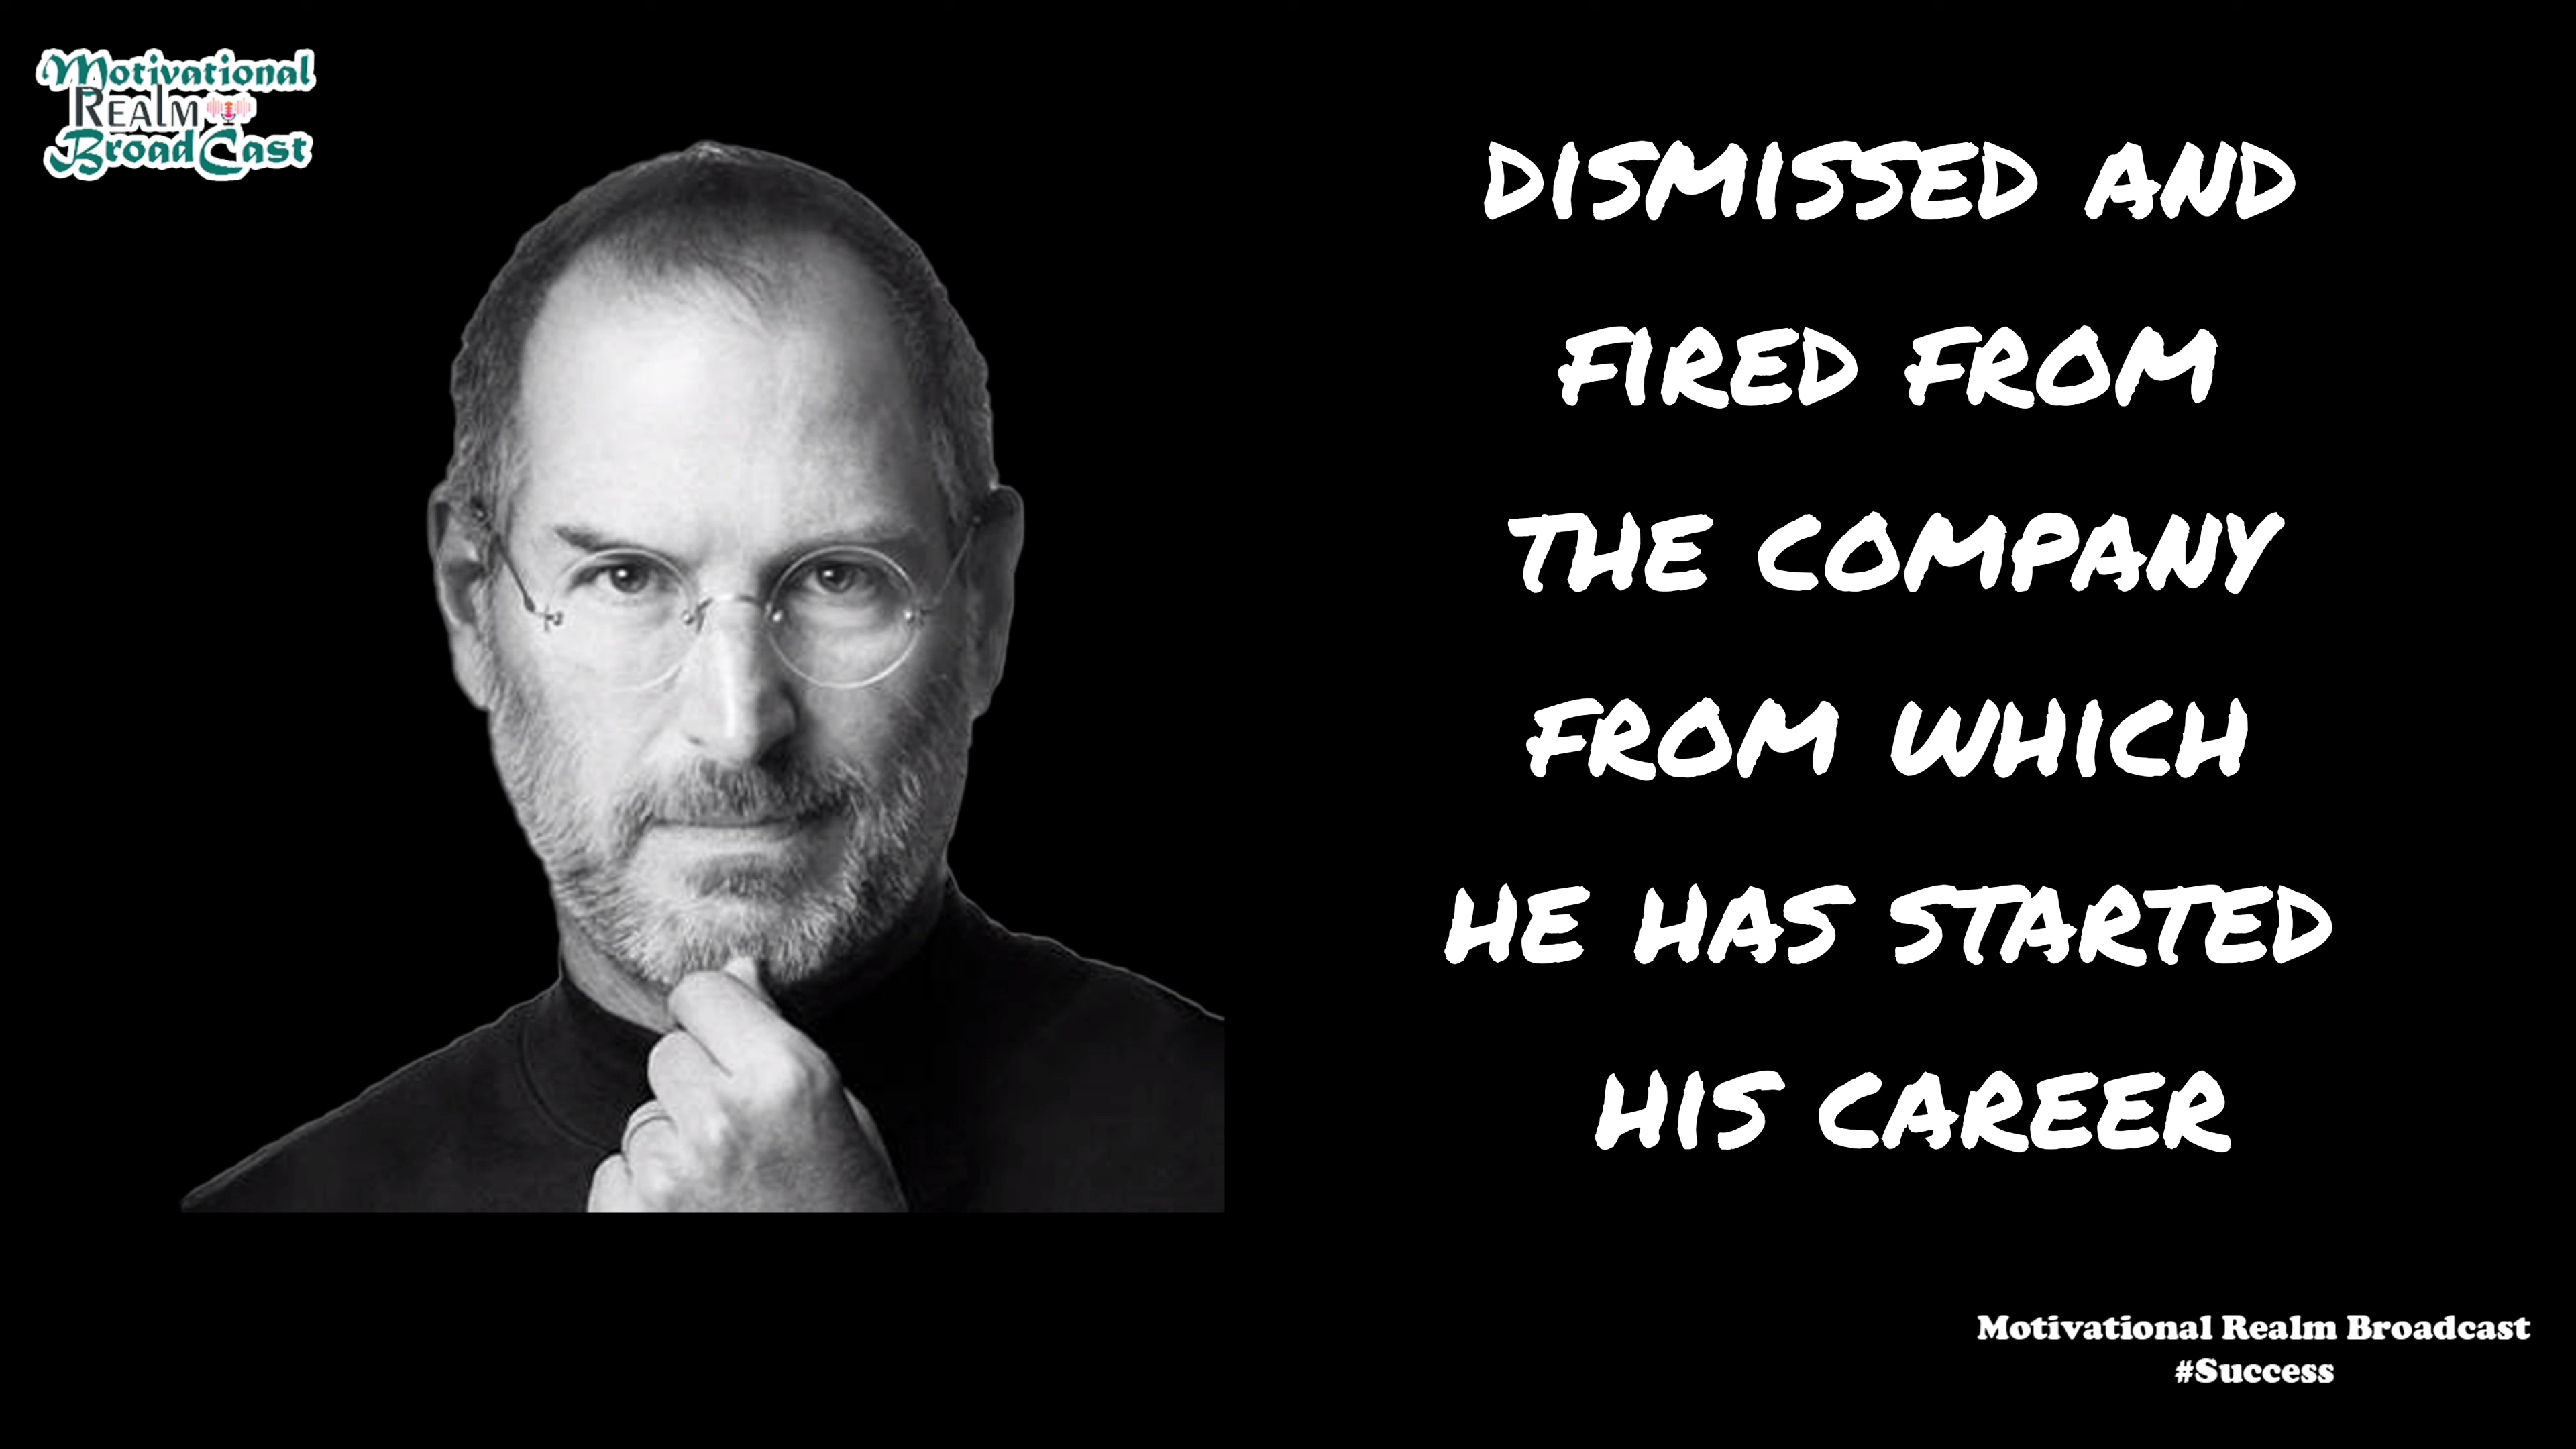 Motivational
REALM
BroadCast
DISMISSED AND
FIRED FROM
THE COMPANY
FROM WHICH
HE HAS STARTED
HIS CAREER
Motivational Realm Broadcast
#Success